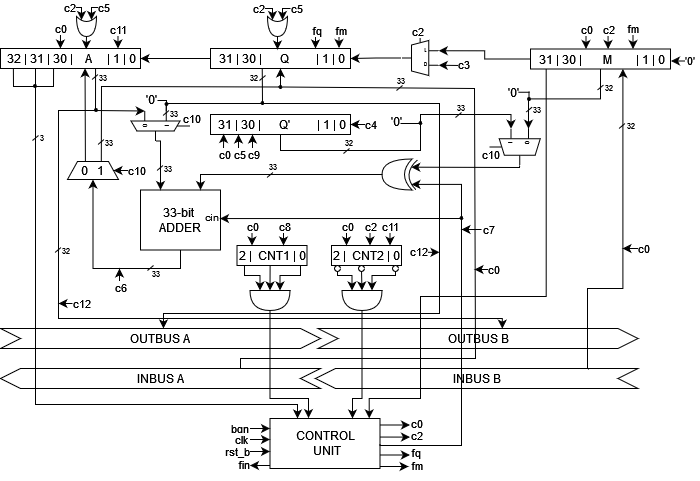 c2 c5
c2 c5
c0 c11
fq fm
c2
c0 c2 fm
32 | 31 | 30 | A | 1 | 0
31 | 30 | Q | 1 | 0
L
0
c3
31 | 30 | M | 1 | 0
'0'
33
32
33
32
'0'
33
c10
31 | 30 | Q' | 1 | 0
c4
'0'
33
'0'
33
c0 c5 c9
32
c10
3
33
32
0 1
c10
33
33
33-bit
ADDER
cin
c7
c0 c8
c0 c2 c11
2 | CNT1 | 0
2 | CNT2 | 0
c12
c0
32
c0
c6
33
c12
OUTBUS A
OUTBUS B
INBUS A
INBUS B
bgn
clk
rst_b
fin
CONTROL
UNIT
c0
c2
fq
fm